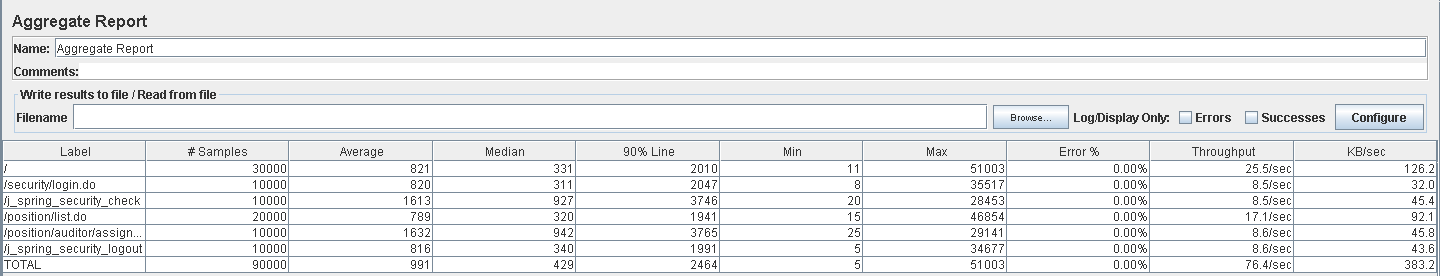 Aggregate Report
Name: Aggregate Report
Comments:
Write results to file / Read from file
Filename Browse... Log/Display Only: Errors Successes Configure
Label # Samples Average Median 90% Line Min Max Error % Throughput KB/sec
/ 30000 821 331 2010 11 51003 0.00% 25.5/sec 126.2
/security/login.do 10000 820 311 2047 8 35517 0.00% 8.5/sec 32.0
/j_spring_security_check 10000 1613 927 3746 20 28453 0.00% 8.5/sec 45.4
/position/list.do 20000 789 320 1941 15 46854 0.00% 17.1/sec 92.1
/position/auditor/assign... 10000 1632 942 3765 25 29141 0.00% 8.6/sec 45.8
/j_spring_security_logout 10000 816 340 1991 5 34677 0.00% 8.6/sec 43.6
TOTAL 90000 991 429 2464 5 51003 0.00% 76.4/sec 383.2